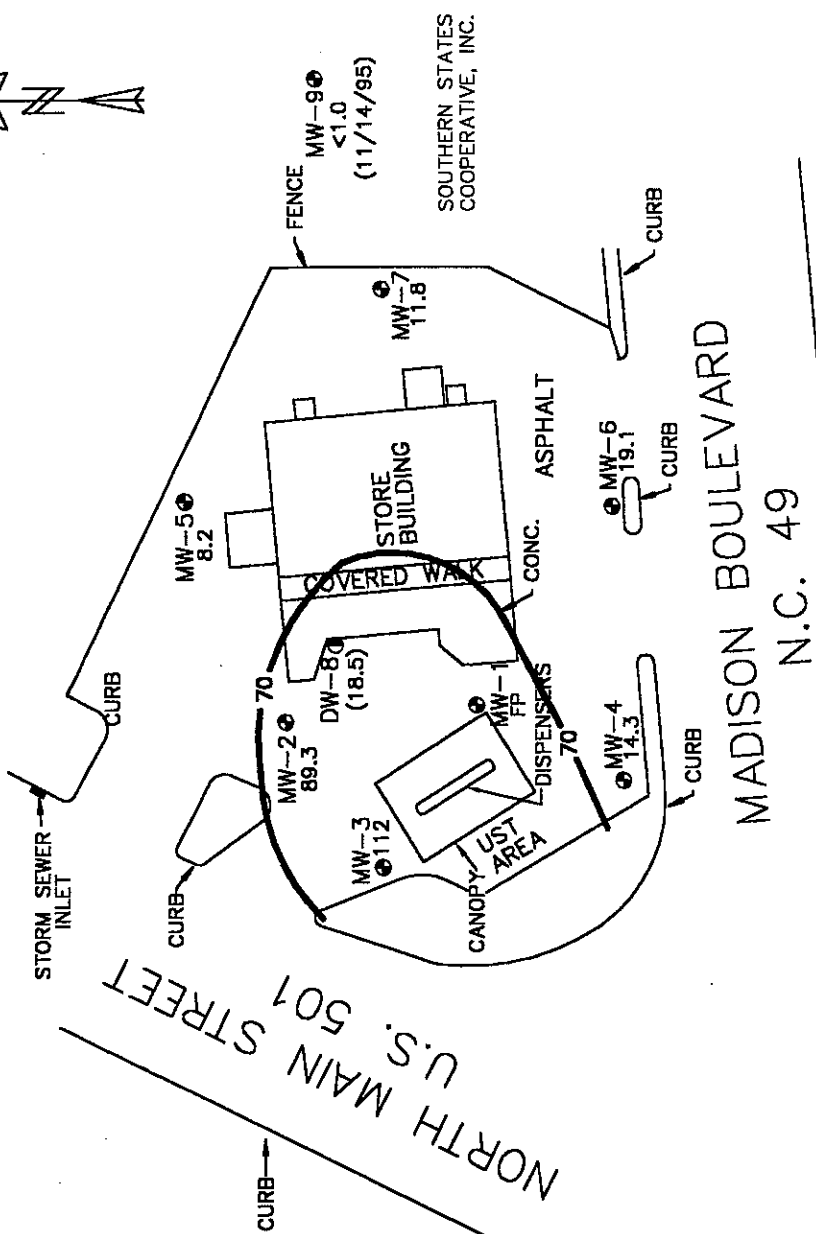 N
MW-9
<1.0
(11/14/95)
SOUTHERN STATES
COOPERATIVE, INC.
FENCE
CURB
MW-7
11.8
ASPHALT
MW-6
19.1
CURB
MW-5
8.2
STORE
BUILDING
COVERED WALK
CONC.
CURB
STORM SEWER
INLET
70
DW-8
(18.5)
MW-1
FP
DISPENSERS
70
MW-2
89.3
MW-4
14.3
CURB
CURB
MW-3
112
UST
AREA
CANOPY
NORTH MAIN STREET
U.S. 501
CURB
MADISON BOULEVARD
N.C. 49